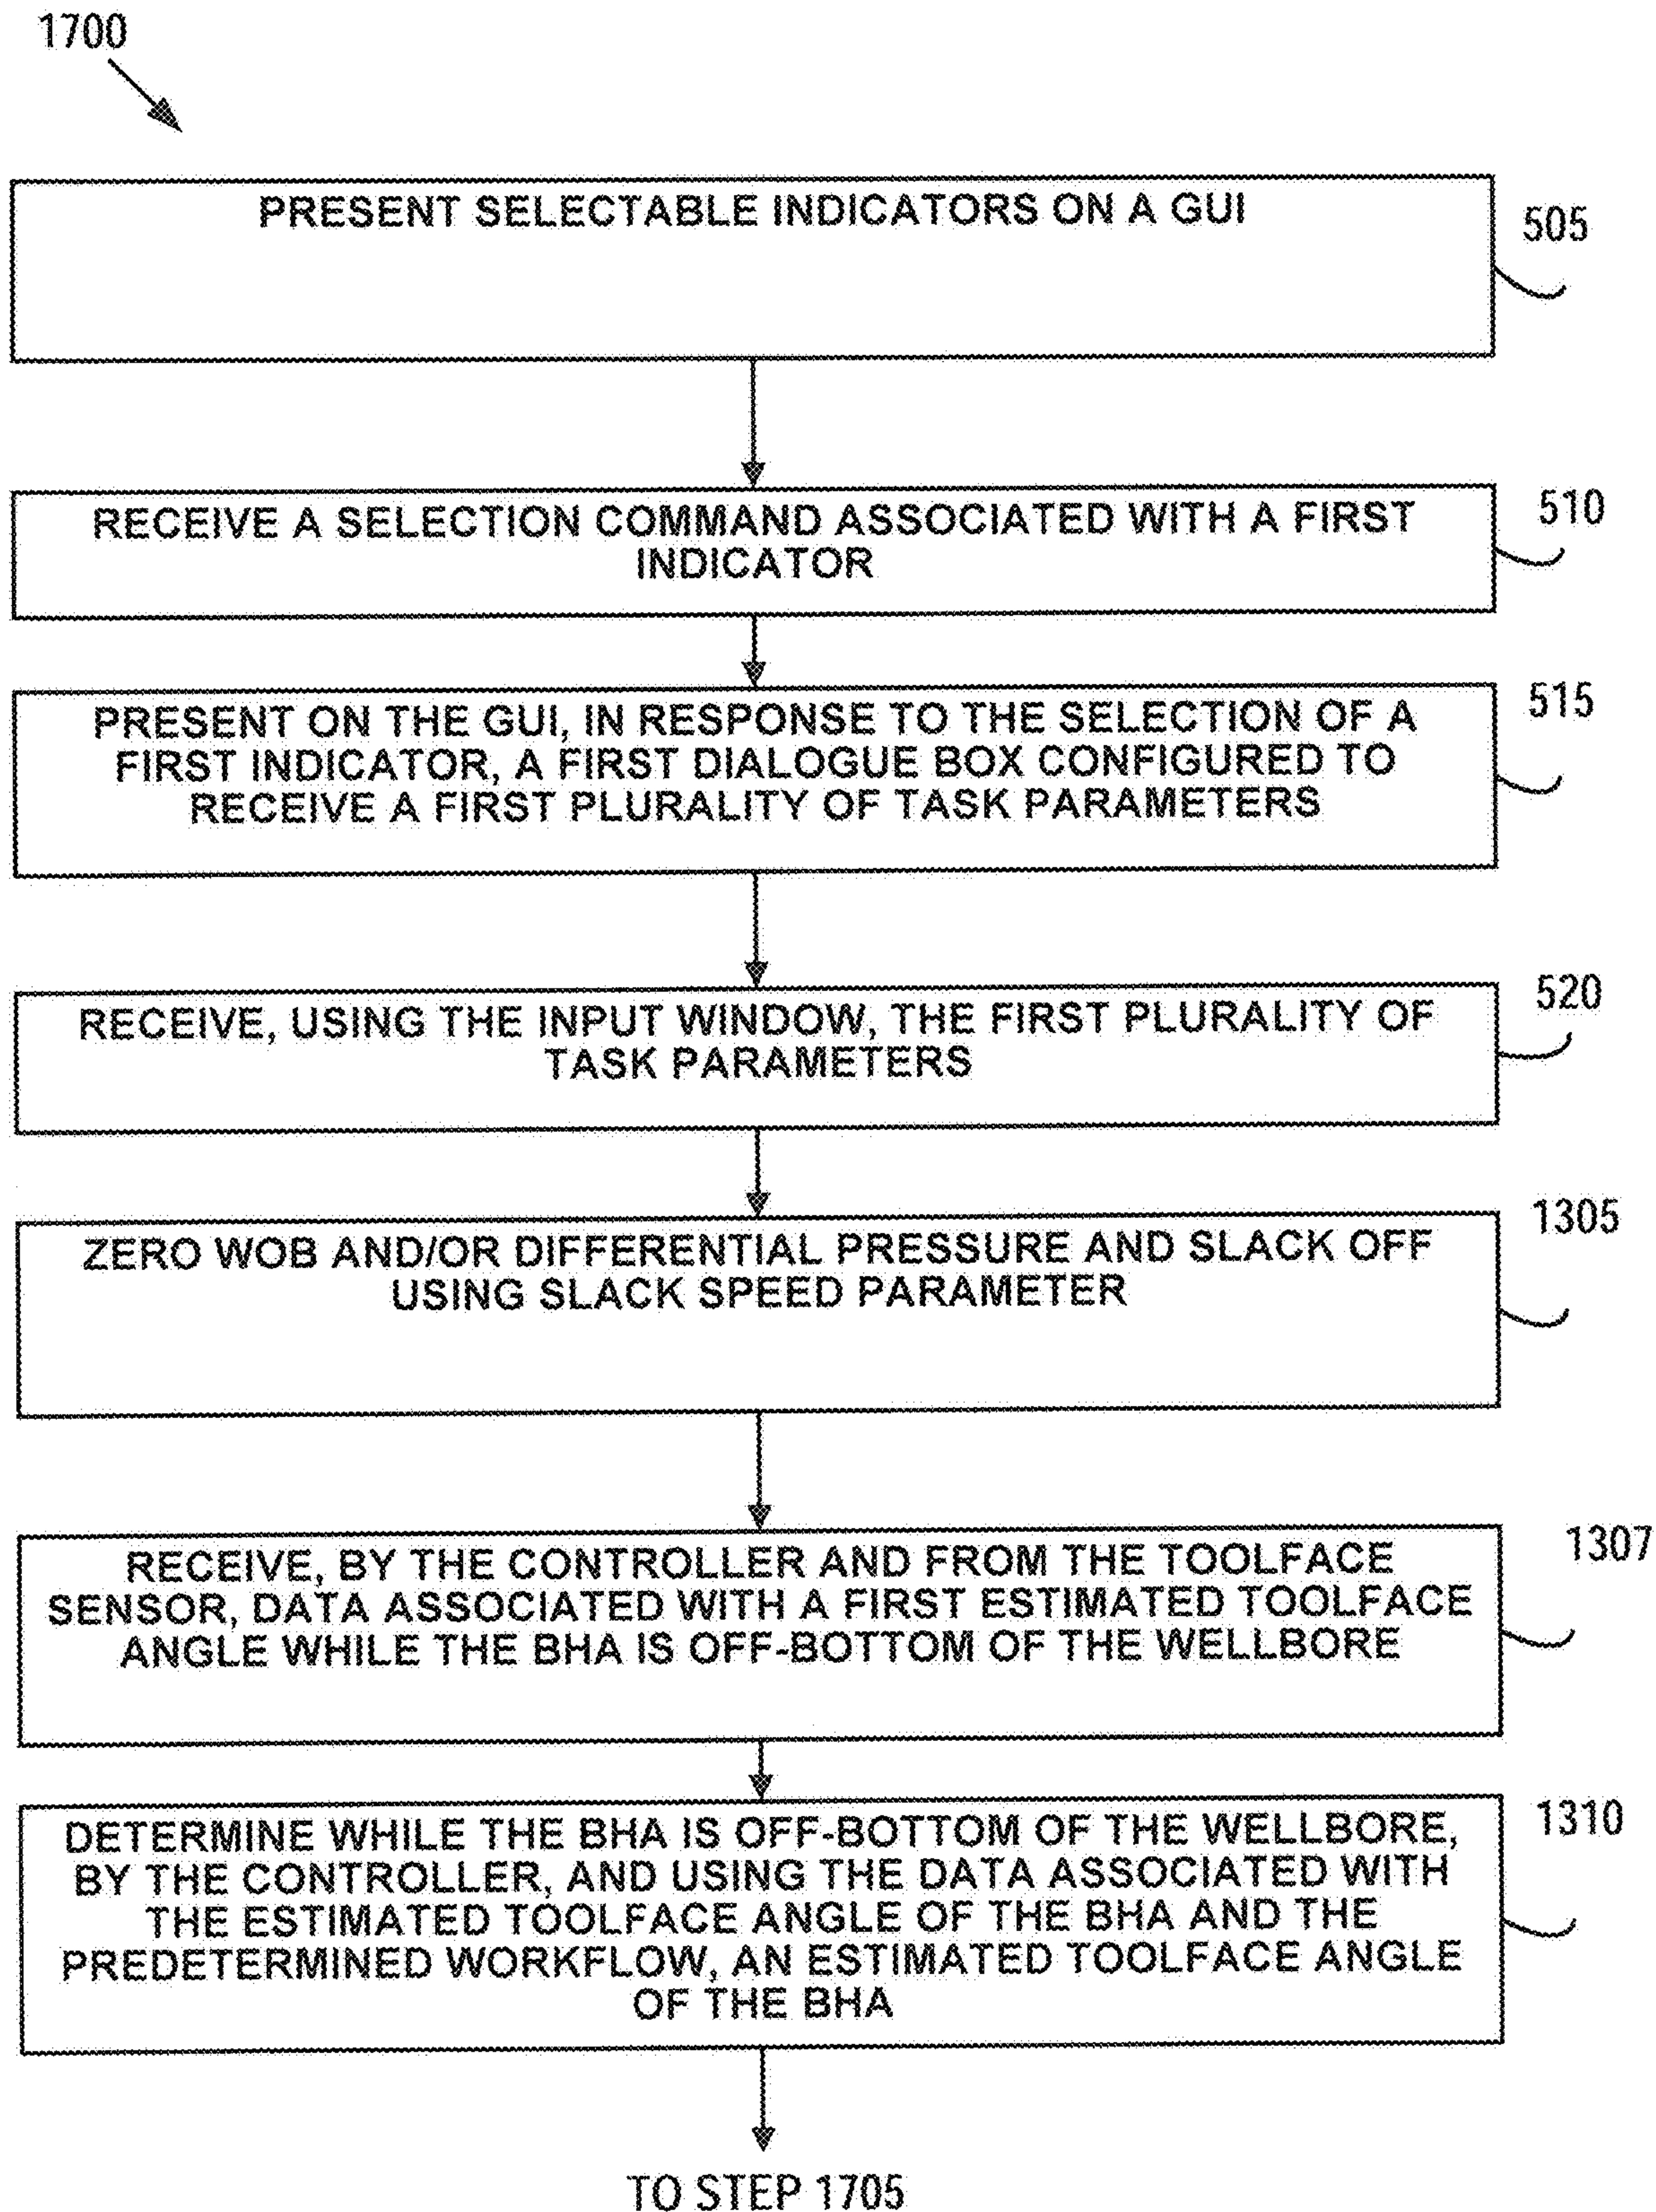 1700
PRESENT SELECTABLE INDICATORS ON A GUI
505
RECEIVE A SELECTION COMMAND ASSOCIATED WITH A FIRST
INDICATOR
510
PRESENT ON THE GUI, IN RESPONSE TO THE SELECTION OF A
FIRST INDICATOR, A FIRST DIALOGUE BOX CONFIGURED TO
RECEIVE A FIRST PLURALITY OF TASK PARAMETERS
515
RECEIVE, USING THE INPUT WINDOW, THE FIRST PLURALITY OF
TASK PARAMETERS
520
ZERO WOB AND/OR DIFFERENTIAL PRESSURE AND SLACK OFF
USING SLACK SPEED PARAMETER
1305
RECEIVE, BY THE CONTROLLER AND FROM THE TOOLFACE
SENSOR, DATA ASSOCIATED WITH A FIRST ESTIMATED TOOLFACE
ANGLE WHILE THE BHA IS OFF-BOTTOM OF THE WELLBORE
1307
DETERMINE WHILE THE BHA IS OFF-BOTTOM OF THE WELLBORE,
BY THE CONTROLLER, AND USING THE DATA ASSOCIATED WITH
THE ESTIMATED TOOLFACE ANGLE OF THE BHA AND THE
PREDETERMINED WORKFLOW, AN ESTIMATED TOOLFACE ANGLE
OF THE BHA
1310
TO STEP 1705